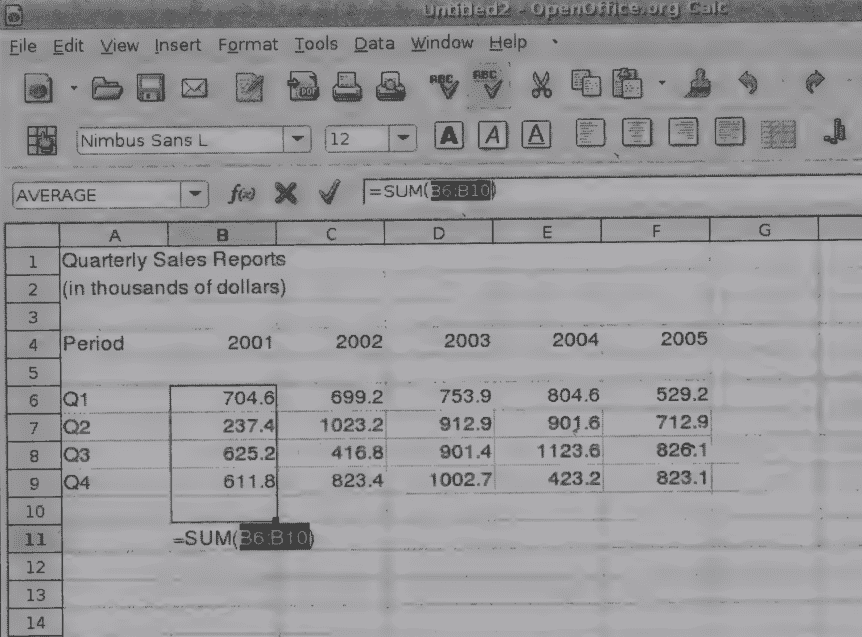 Untitled2 - OpenOffice.org Calc
File Edit View Insert Format Tools Data Window Help
PDF ABC ABC
Nimbus Sans L 12 A A A
AVERAGE f(x) =SUM(B6:B10)
A B C D E F G
1 Quarterly Sales Reports
2 (in thousands of dollars)
3
4 Period 2001 2002 2003 2004 2005
5
6 Q1 704.6 699.2 753.9 804.6 529.2
7 Q2 237.4 1023.2 912.9 901.6 712.9
8 Q3 625.2 416.8 901.4 1123.6 826.1
9 Q4 611.8 823.4 1002.7 423.2 823.1
10
11 =SUM(B6:B10)
12
13
14